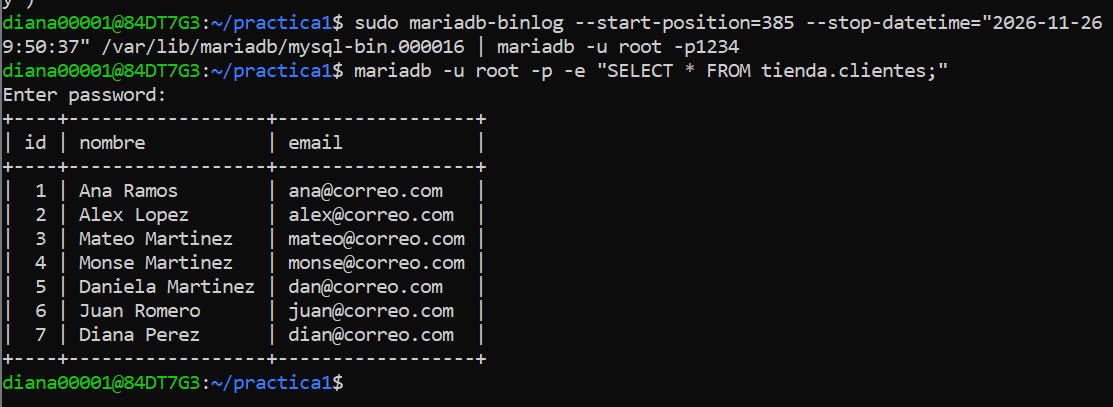 y )
diana00001@84DT7G3:~/practica1$ sudo mariadb-binlog --start-position=385 --stop-datetime="2026-11-26
9:50:37" /var/lib/mariadb/mysql-bin.000016 | mariadb -u root -p1234
diana00001@84DT7G3:~/practica1$ mariadb -u root -p -e "SELECT * FROM tienda.clientes;"
Enter password:
+----+------------------+------------------+
| id | nombre           | email            |
+----+------------------+------------------+
|  1 | Ana Ramos        | ana@correo.com   |
|  2 | Alex Lopez       | alex@correo.com  |
|  3 | Mateo Martinez   | mateo@correo.com |
|  4 | Monse Martinez   | monse@correo.com |
|  5 | Daniela Martinez | dan@correo.com   |
|  6 | Juan Romero      | juan@correo.com  |
|  7 | Diana Perez      | dian@correo.com  |
+----+------------------+------------------+
diana00001@84DT7G3:~/practica1$